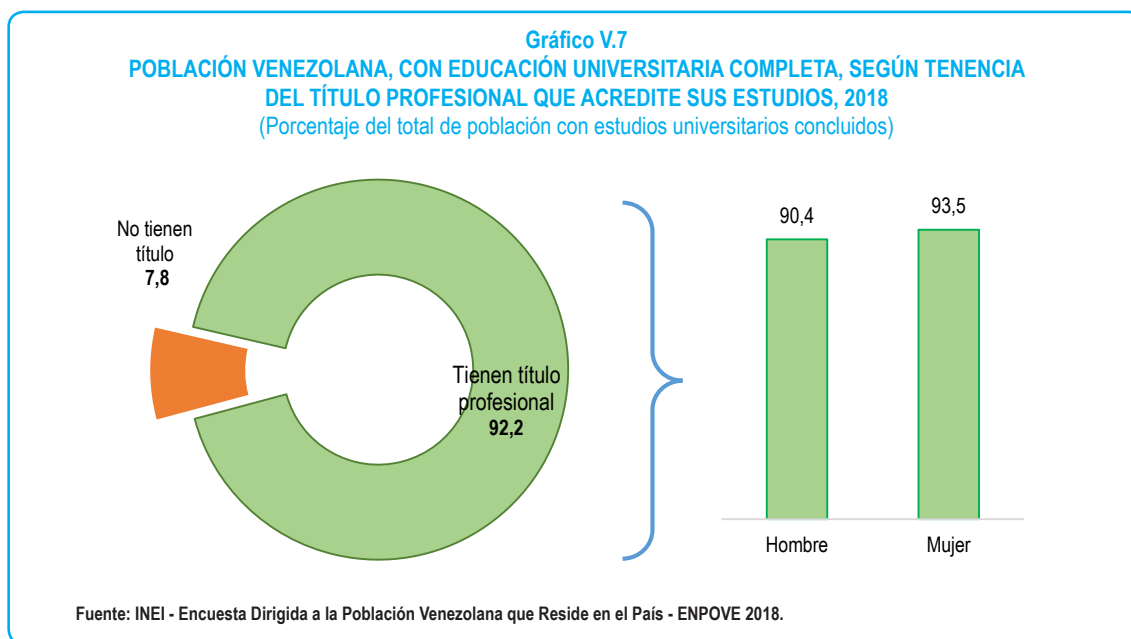 Gráfico V.7
POBLACIÓN VENEZOLANA, CON EDUCACIÓN UNIVERSITARIA COMPLETA, SEGÚN TENENCIA
DEL TÍTULO PROFESIONAL QUE ACREDITE SUS ESTUDIOS, 2018
(Porcentaje del total de población con estudios universitarios concluidos)
No tienen
título
7,8
Tienen título
profesional
92,2
90,4
93,5
Hombre
Mujer
Fuente: INEI - Encuesta Dirigida a la Población Venezolana que Reside en el País - ENPOVE 2018.